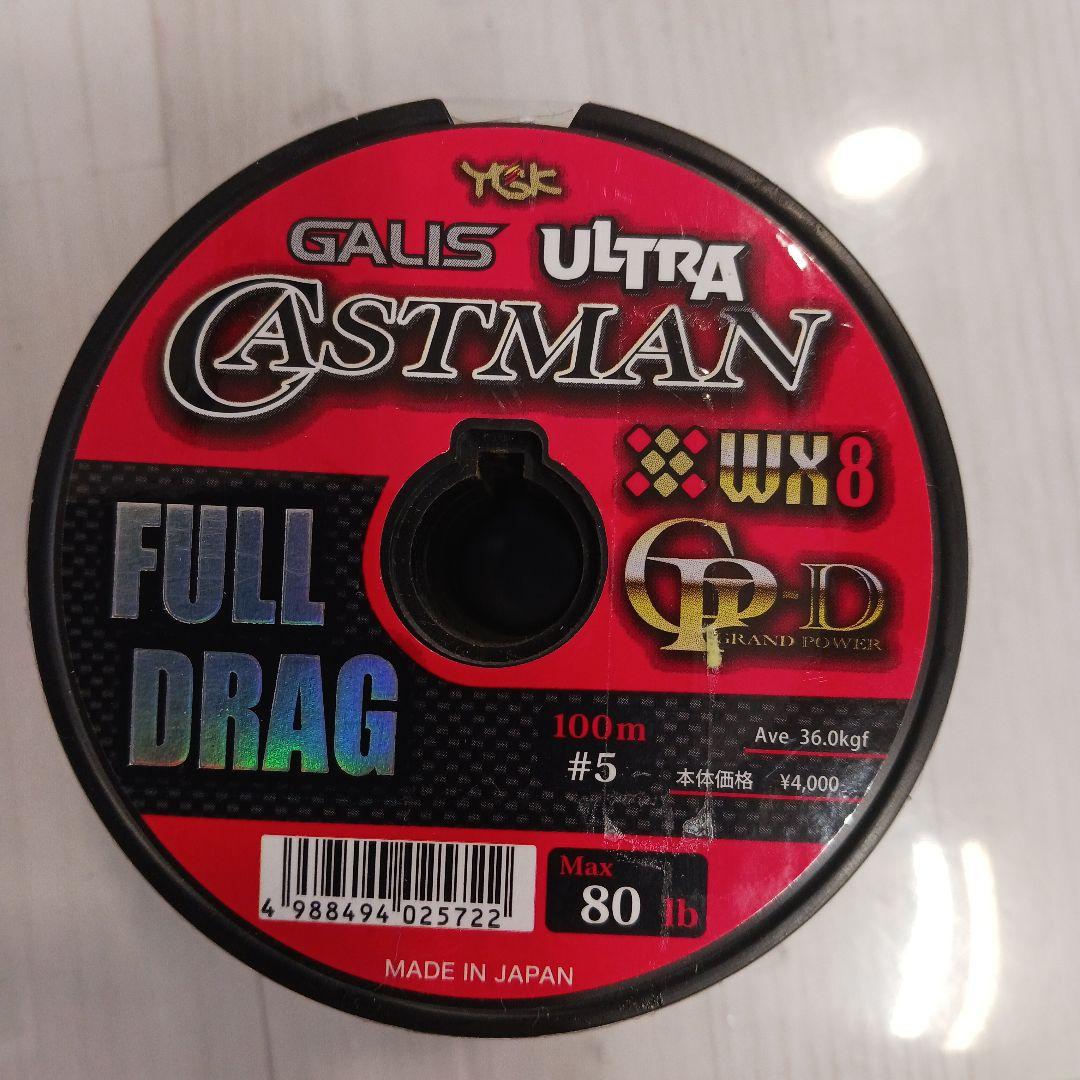 YGK
GALIS ULTRA
CASTMAN
WX8
GP-D
GRAND POWER
FULL
DRAG
100m
#5
Ave 36.0kgf
本体価格 ¥4,000
4 988494 025722
Max
80 lb
MADE IN JAPAN